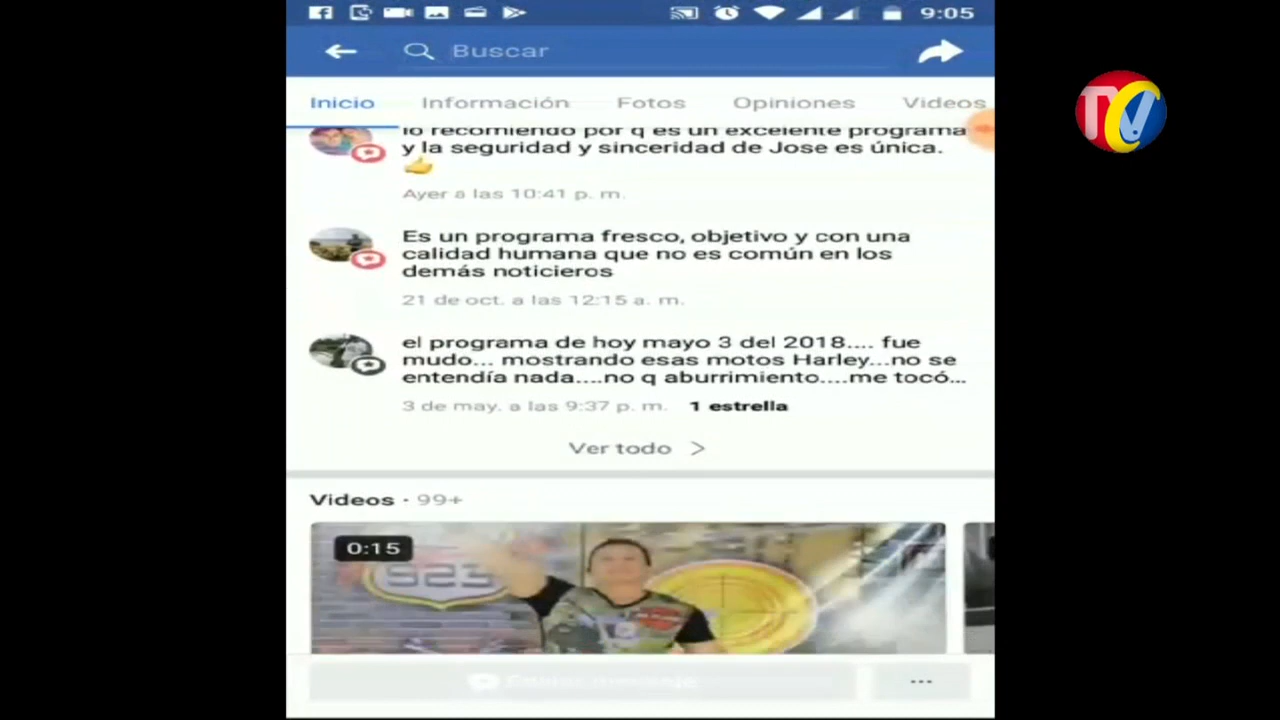 9:05
Buscar
Inicio Información Fotos Opiniones Videos
lo recomiendo por q es un excelente programa
y la seguridad y sinceridad de Jose es única.
👍
Ayer a las 10:41 p. m.
Es un programa fresco, objetivo y con una
calidad humana que no es común en los
demás noticieros
21 de oct. a las 12:15 a. m.
el programa de hoy mayo 3 del 2018.... fue
mudo... mostrando esas motos Harley...no se
entendía nada....no q aburrimiento....me tocó...
3 de may. a las 9:37 p. m. 1 estrella
Ver todo >
Videos · 99+
0:15
923
TVC